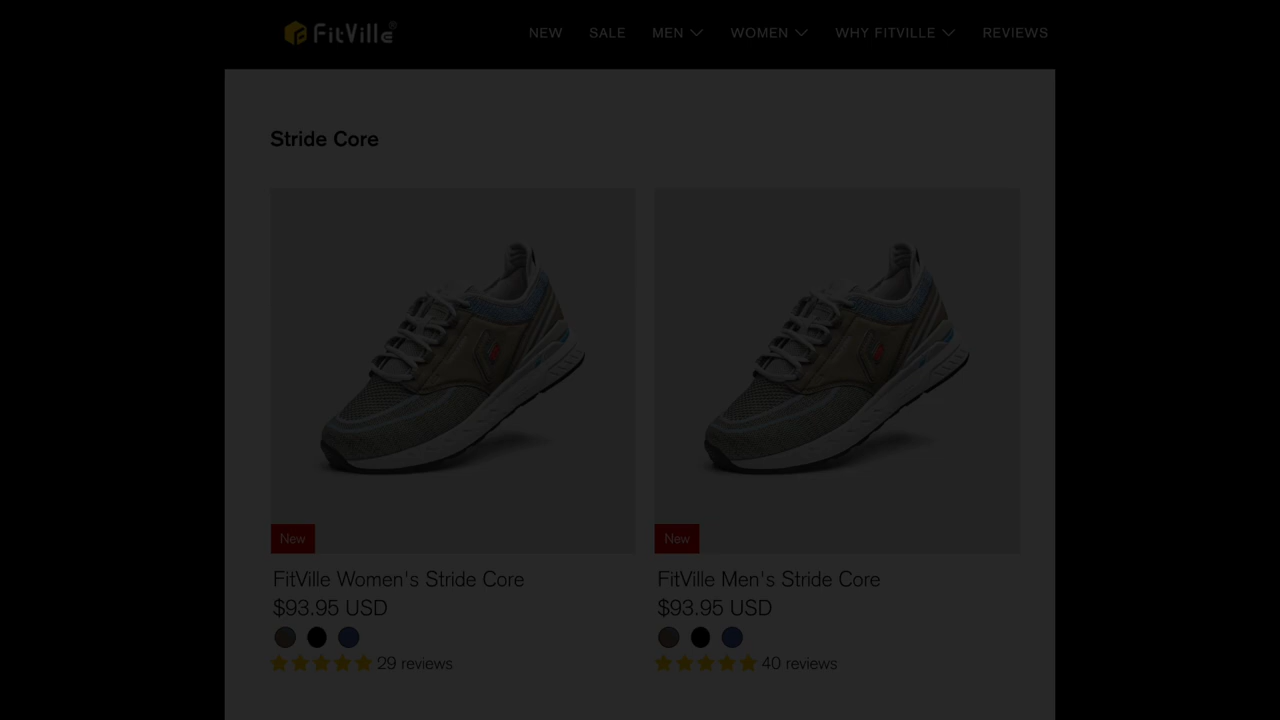 FitVille®
NEW SALE MEN WOMEN WHY FITVILLE REVIEWS
Stride Core
New
New
FitVille Women's Stride Core
$93.95 USD
29 reviews
FitVille Men's Stride Core
$93.95 USD
40 reviews